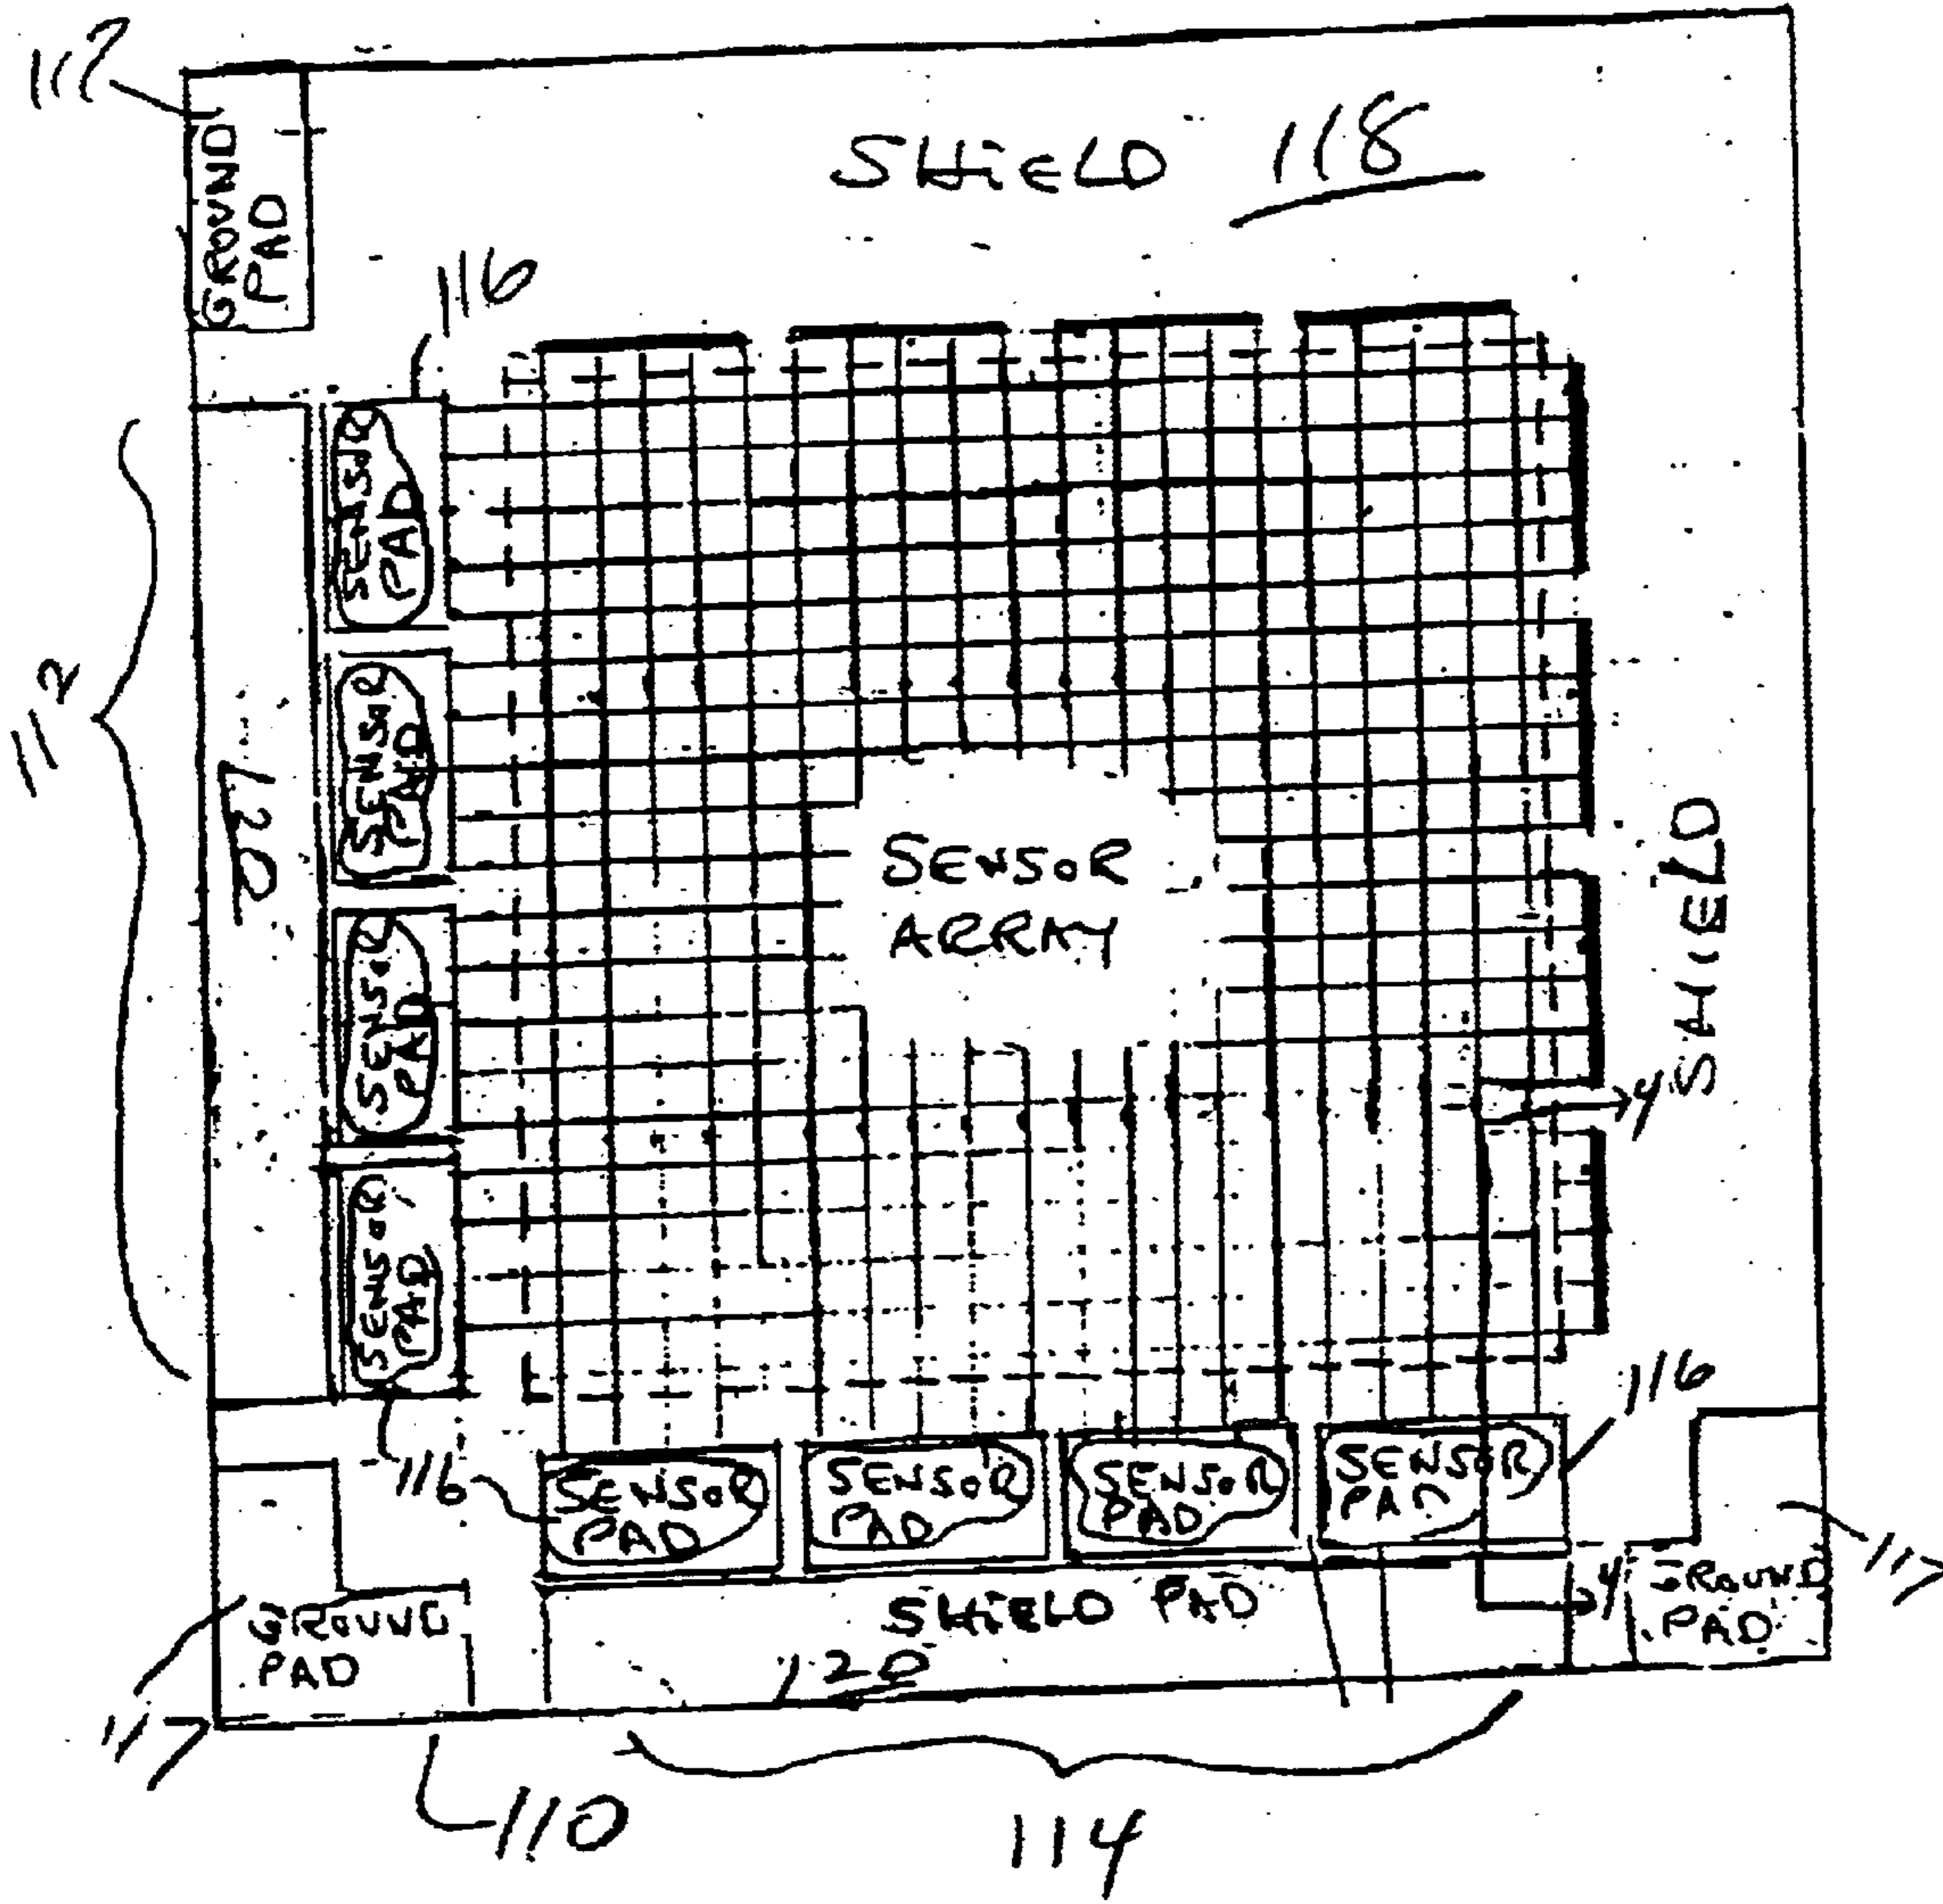 117
GROUND
PAD
SHiELD 118
116
SENSOR
PAD
112
SENSOR
PAD
120
SENSOR
ARRAY
SHIELD
SENSOR
PAD
4
SENSOR
PAD
116
116
SENSOR
PAD
SENSOR
PAD
SENSOR
PAD
SENSOR
PAD
117
GROUND
PAD
SHiELD PAD
120
4
GROUND
PAD
117
110
114